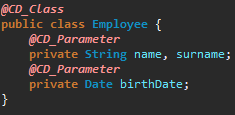 @CD_Class
public class Employee {
    @CD_Parameter
    private String name, surname;
    @CD_Parameter
    private Date birthDate;
}